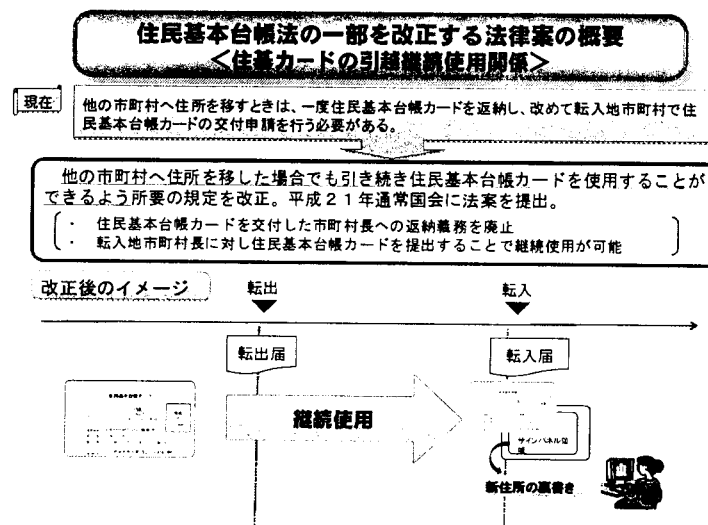 住民基本台帳法の一部を改正する法律案の概要
＜住基カードの引越継続使用関係＞
現在
他の市町村へ住所を移すときは、一度住民基本台帳カードを返納し、改めて転入地市町村で住
民基本台帳カードの交付申請を行う必要がある。
他の市町村へ住所を移した場合でも引き続き住民基本台帳カードを使用することが
できるよう所要の規定を改正。平成２１年通常国会に法案を提出。
・ 住民基本台帳カードを交付した市町村長への返納義務を廃止
・ 転入地市町村長に対し住民基本台帳カードを提出することで継続使用が可能
改正後のイメージ
転出
転入
転出届
転入届
継続使用
サインパネル領
域
新住所の裏書き